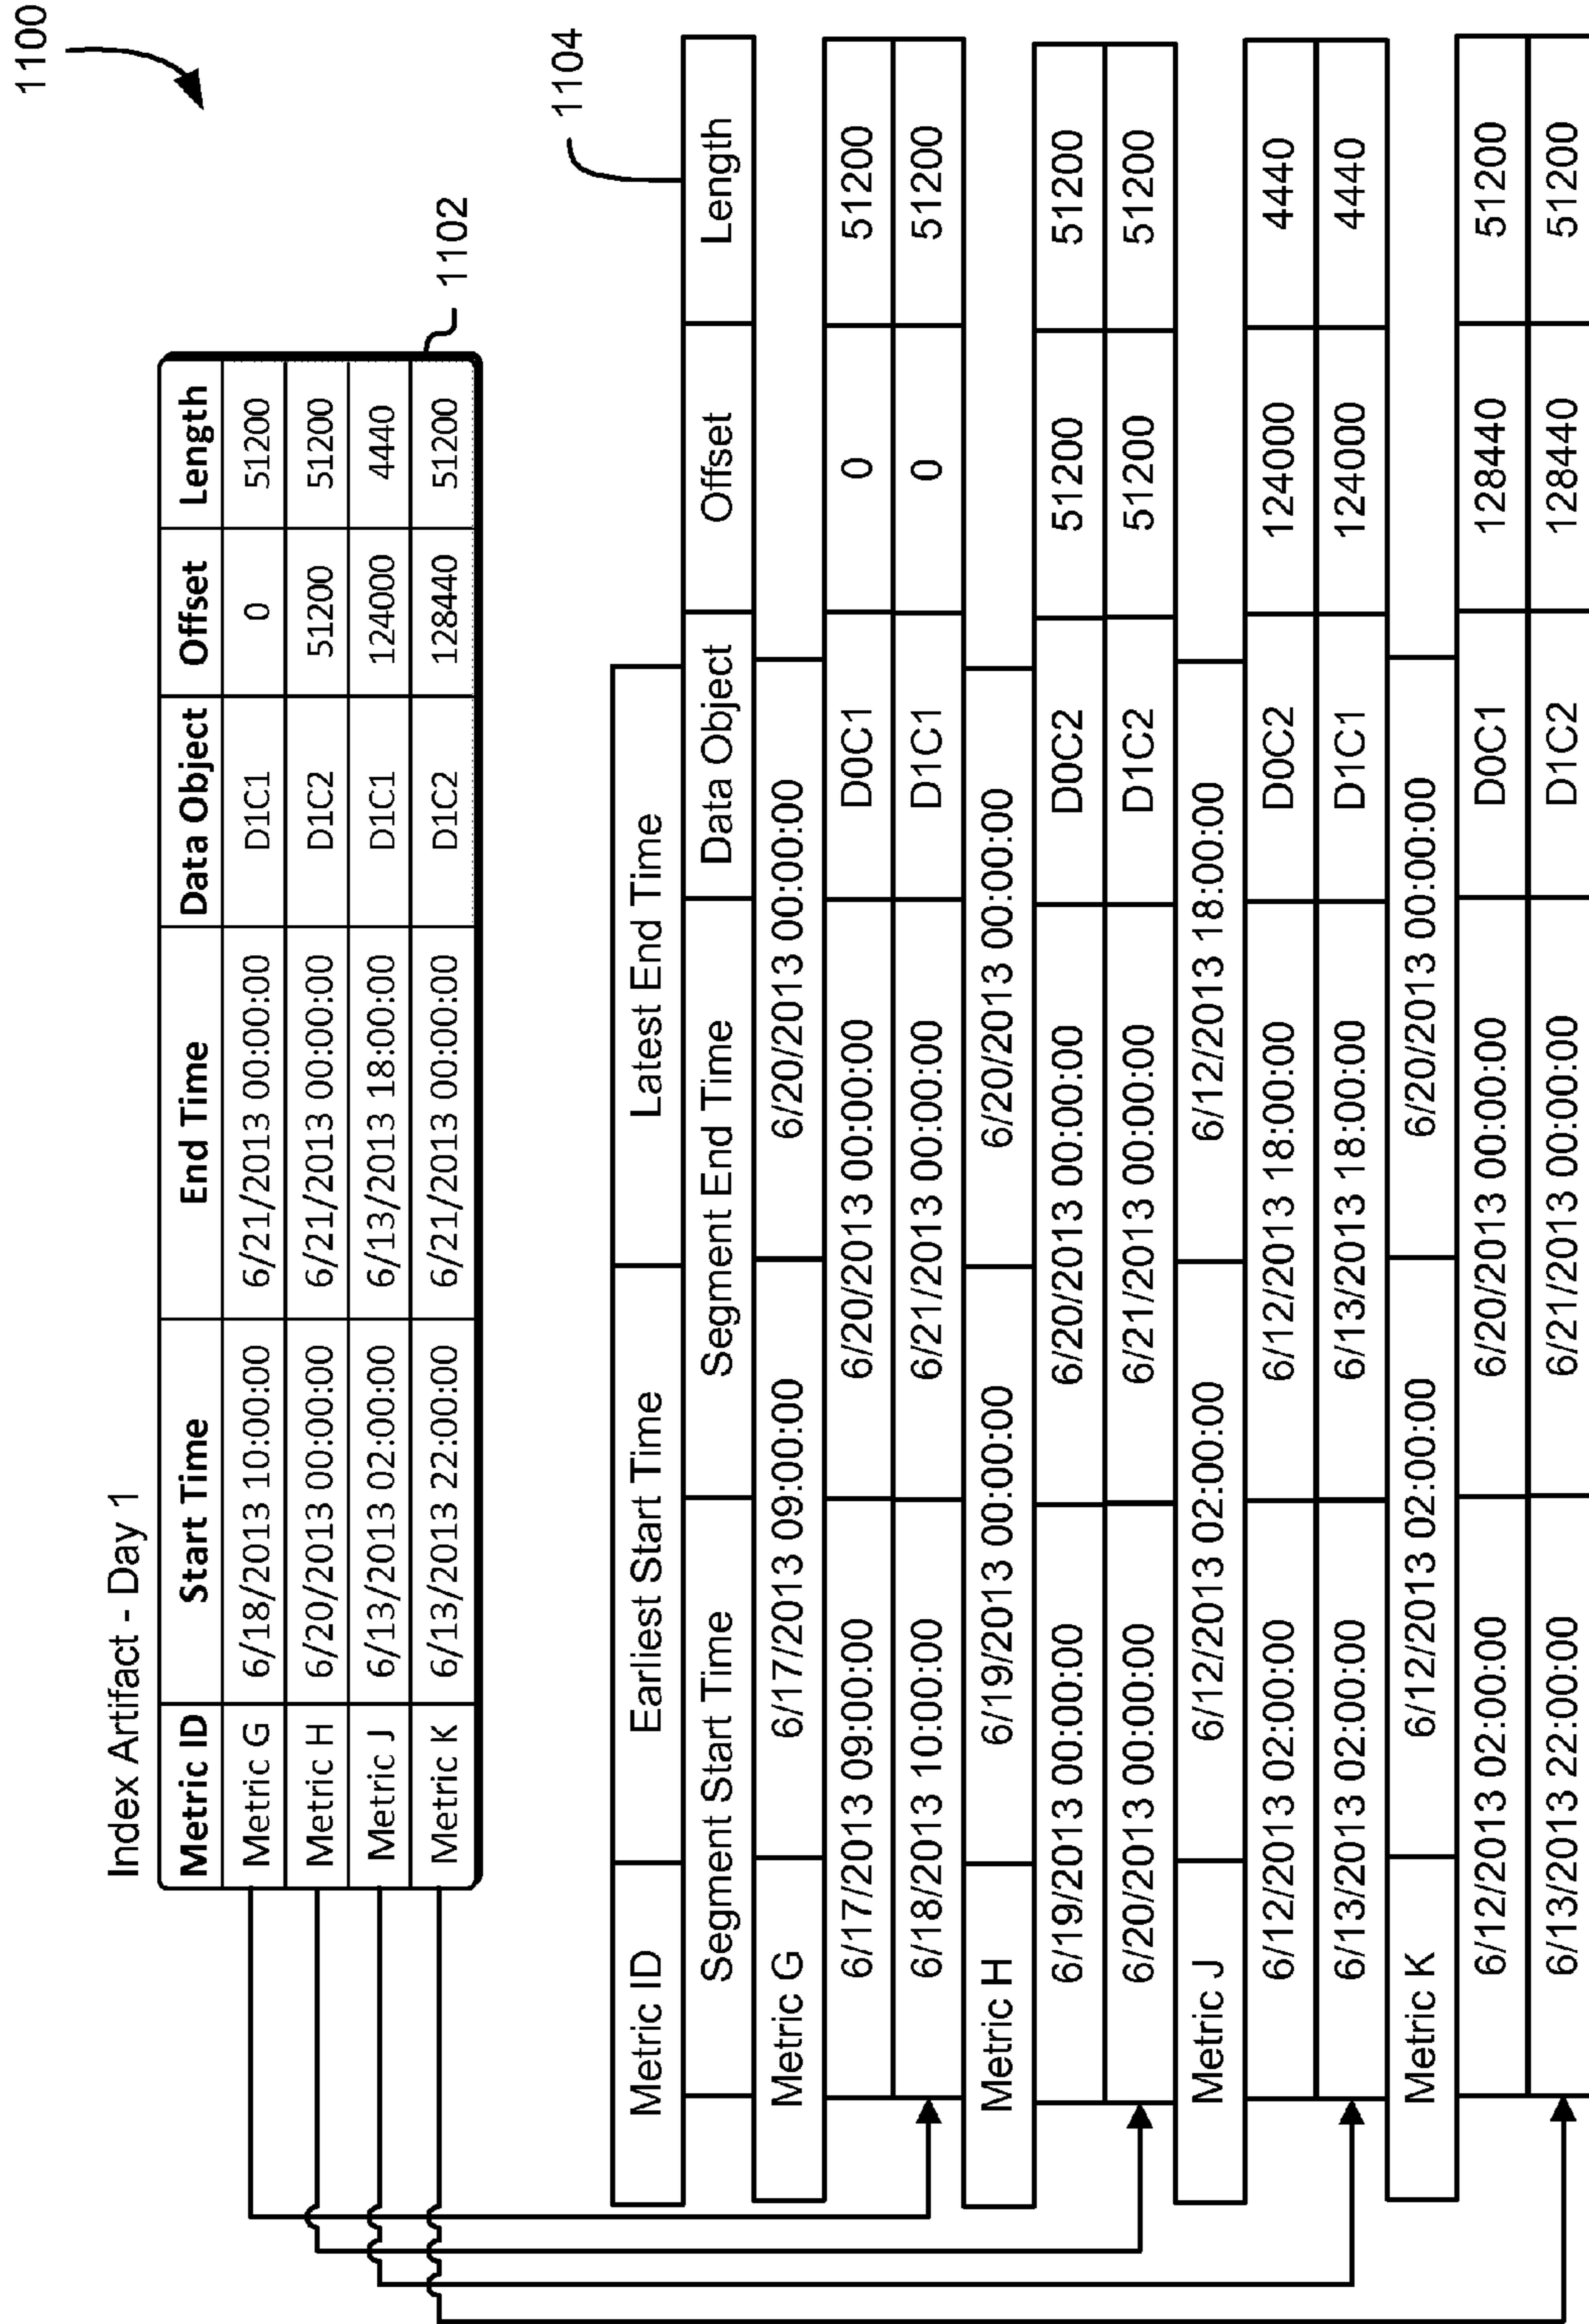 1100
Index Artifact - Day 1
Metric ID Start Time End Time Data Object Offset Length
Metric G 6/18/2013 10:00:00 6/21/2013 00:00:00 D1C1 0 51200
Metric H 6/20/2013 00:00:00 6/21/2013 00:00:00 D1C2 51200 51200
Metric J 6/13/2013 02:00:00 6/13/2013 18:00:00 D1C1 124000 4440
Metric K 6/13/2013 22:00:00 6/21/2013 00:00:00 D1C2 128440 51200
1102
1104
Metric ID Earliest Start Time Latest End Time
Segment Start Time Segment End Time Data Object Offset Length
Metric G 6/17/2013 09:00:00 6/20/2013 00:00:00
6/17/2013 09:00:00 6/20/2013 00:00:00 D0C1 0 51200
6/18/2013 10:00:00 6/21/2013 00:00:00 D1C1 0 51200
Metric H 6/19/2013 00:00:00 6/20/2013 00:00:00
6/19/2013 00:00:00 6/20/2013 00:00:00 D0C2 51200 51200
6/20/2013 00:00:00 6/21/2013 00:00:00 D1C2 51200 51200
Metric J 6/12/2013 02:00:00 6/12/2013 18:00:00
6/12/2013 02:00:00 6/12/2013 18:00:00 D0C2 124000 4440
6/13/2013 02:00:00 6/13/2013 18:00:00 D1C1 124000 4440
Metric K 6/12/2013 02:00:00 6/20/2013 00:00:00
6/12/2013 02:00:00 6/20/2013 00:00:00 D0C1 128440 51200
6/13/2013 22:00:00 6/21/2013 00:00:00 D1C2 128440 51200